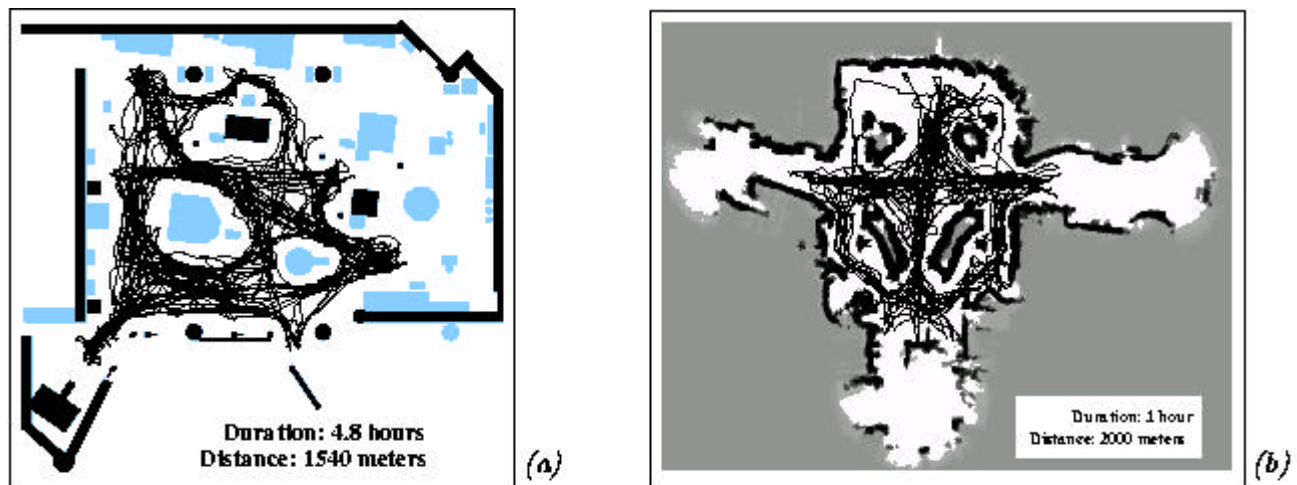 Duration: 4.8 hours
Distance: 1540 meters
(a)
Duration: 1 hour
Distance: 2000 meters
(b)